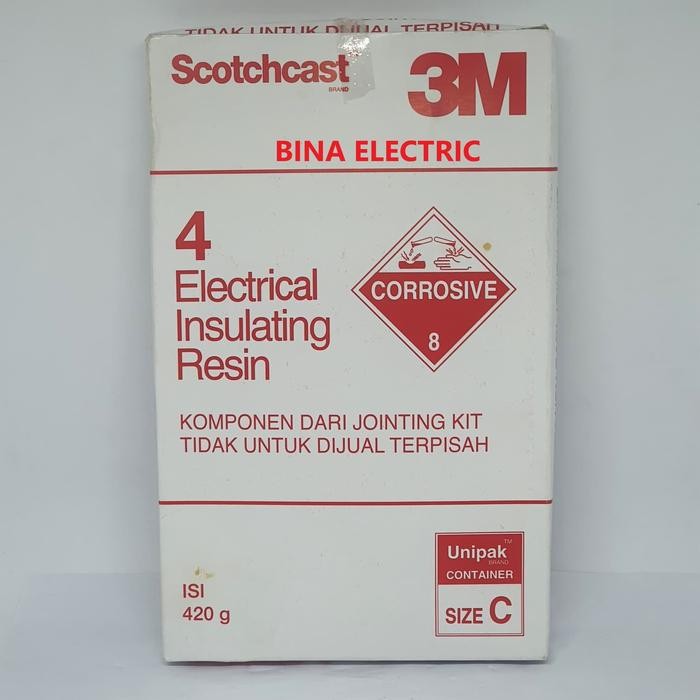 TIDAK UNTUK DIJUAL TERPISAH
Scotchcast
BRAND
3M
BINA ELECTRIC
4
Electrical
Insulating
Resin
CORROSIVE
8
KOMPONEN DARI JOINTING KIT
TIDAK UNTUK DIJUAL TERPISAH
Unipak™
BRAND
CONTAINER
SIZE C
ISI
420 g